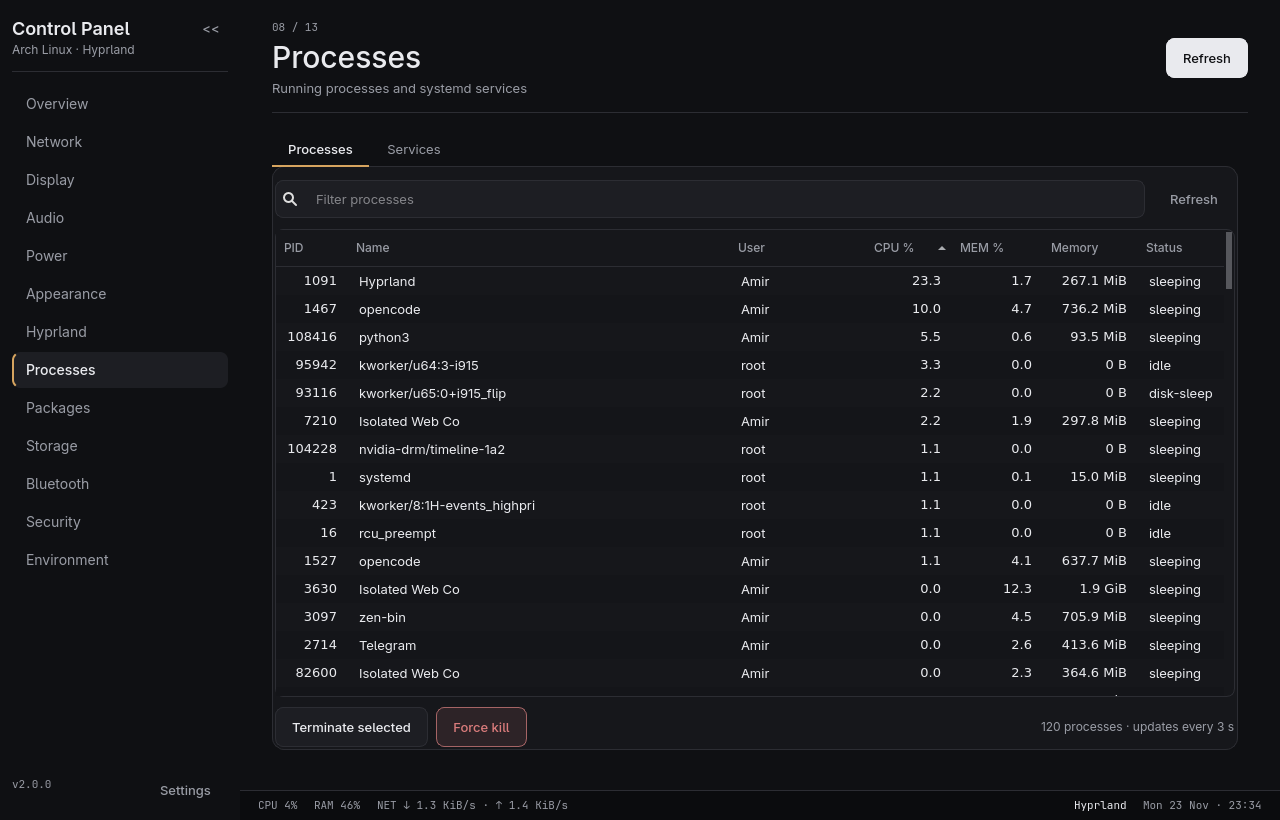 Control Panel <<
Arch Linux · Hyprland
Overview
Network
Display
Audio
Power
Appearance
Hyprland
Processes
Packages
Storage
Bluetooth
Security
Environment
v2.0.0
Settings
08 / 13
Processes
Running processes and systemd services
Refresh
Processes Services
Filter processes Refresh
PID Name User CPU % MEM % Memory Status
1091 Hyprland Amir 23.3 1.7 267.1 MiB sleeping
1467 opencode Amir 10.0 4.7 736.2 MiB sleeping
108416 python3 Amir 5.5 0.6 93.5 MiB sleeping
95942 kworker/u64:3-i915 root 3.3 0.0 0 B idle
93116 kworker/u65:0+i915_flip root 2.2 0.0 0 B disk-sleep
7210 Isolated Web Co Amir 2.2 1.9 297.8 MiB sleeping
104228 nvidia-drm/timeline-1a2 root 1.1 0.0 0 B sleeping
1 systemd root 1.1 0.1 15.0 MiB sleeping
423 kworker/8:1H-events_highpri root 1.1 0.0 0 B idle
16 rcu_preempt root 1.1 0.0 0 B idle
1527 opencode Amir 1.1 4.1 637.7 MiB sleeping
3630 Isolated Web Co Amir 0.0 12.3 1.9 GiB sleeping
3097 zen-bin Amir 0.0 4.5 705.9 MiB sleeping
2714 Telegram Amir 0.0 2.6 413.6 MiB sleeping
82600 Isolated Web Co Amir 0.0 2.3 364.6 MiB sleeping
Terminate selected Force kill 120 processes · updates every 3 s
CPU 4% RAM 46% NET ↓ 1.3 KiB/s · ↑ 1.4 KiB/s Hyprland Mon 23 Nov · 23:34